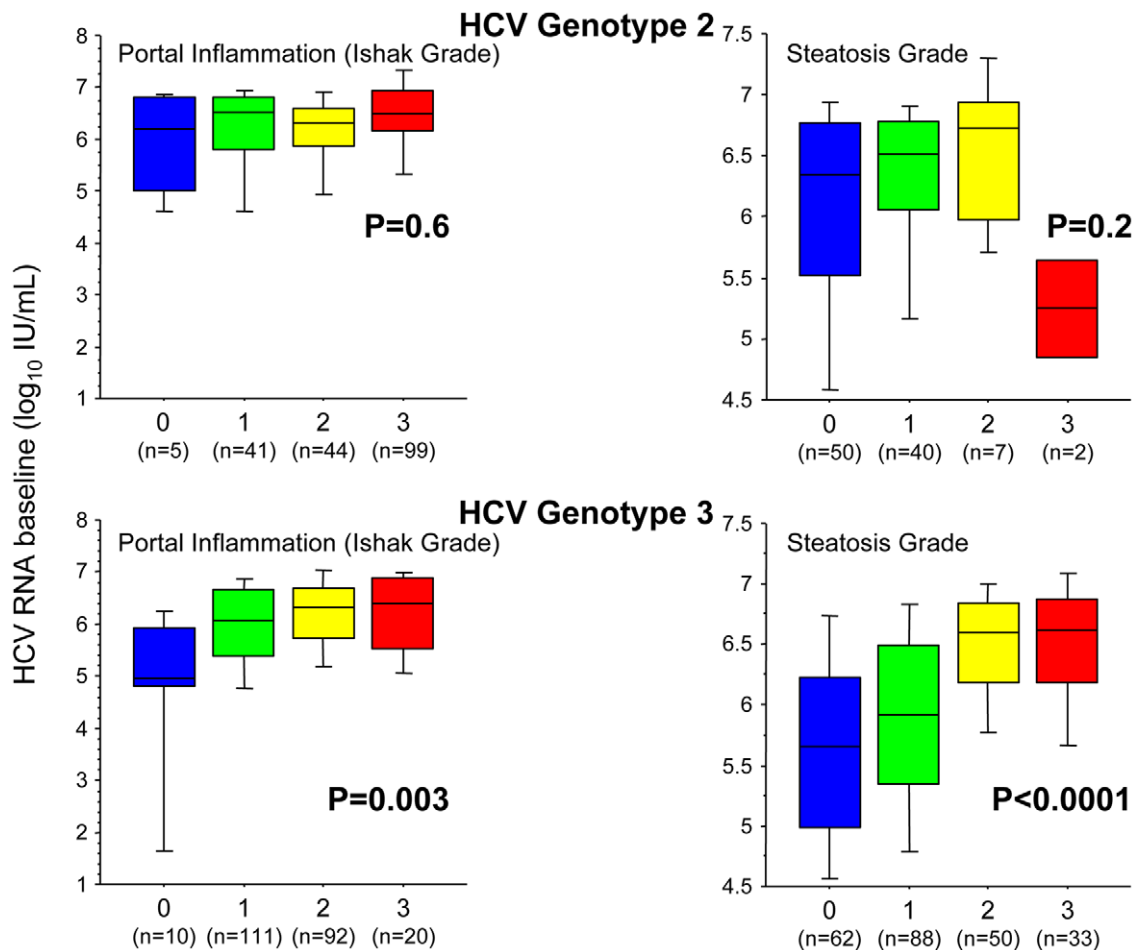 HCV Genotype 2
HCV RNA baseline (log10 IU/mL)
Portal Inflammation (Ishak Grade)
8
7
6
5
4
3
2
1
P=0.6
0 1 2 3
(n=5) (n=41) (n=44) (n=99)
Steatosis Grade
7.5
7
6.5
6
5.5
5
4.5
P=0.2
0 1 2 3
(n=50) (n=40) (n=7) (n=2)
HCV Genotype 3
Portal Inflammation (Ishak Grade)
8
7
6
5
4
3
2
1
P=0.003
0 1 2 3
(n=10) (n=111) (n=92) (n=20)
Steatosis Grade
7.5
7
6.5
6
5.5
5
4.5
P<0.0001
0 1 2 3
(n=62) (n=88) (n=50) (n=33)